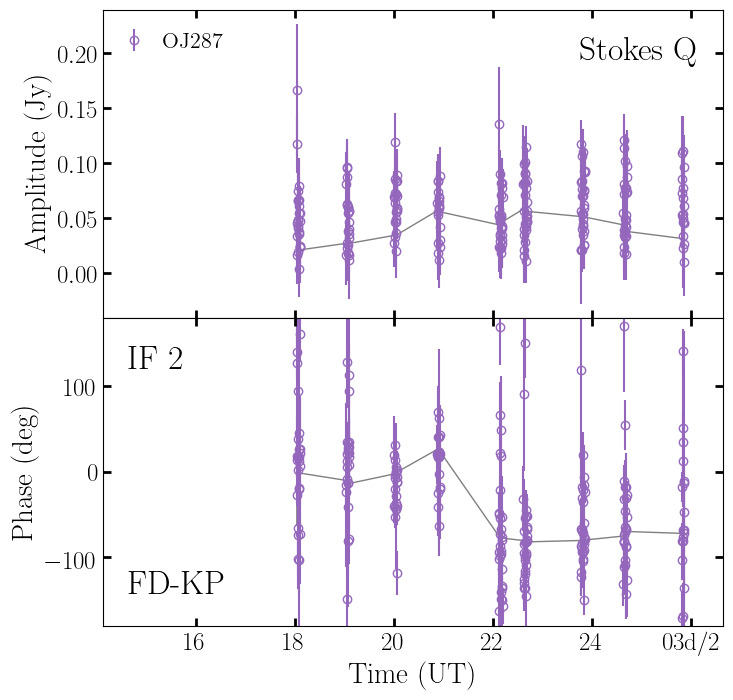 OJ287
Stokes Q
0.20
0.15
0.10
0.05
0.00
Amplitude (Jy)
IF 2
100
0
−100
Phase (deg)
FD-KP
16 18 20 22 24 03d/2
Time (UT)